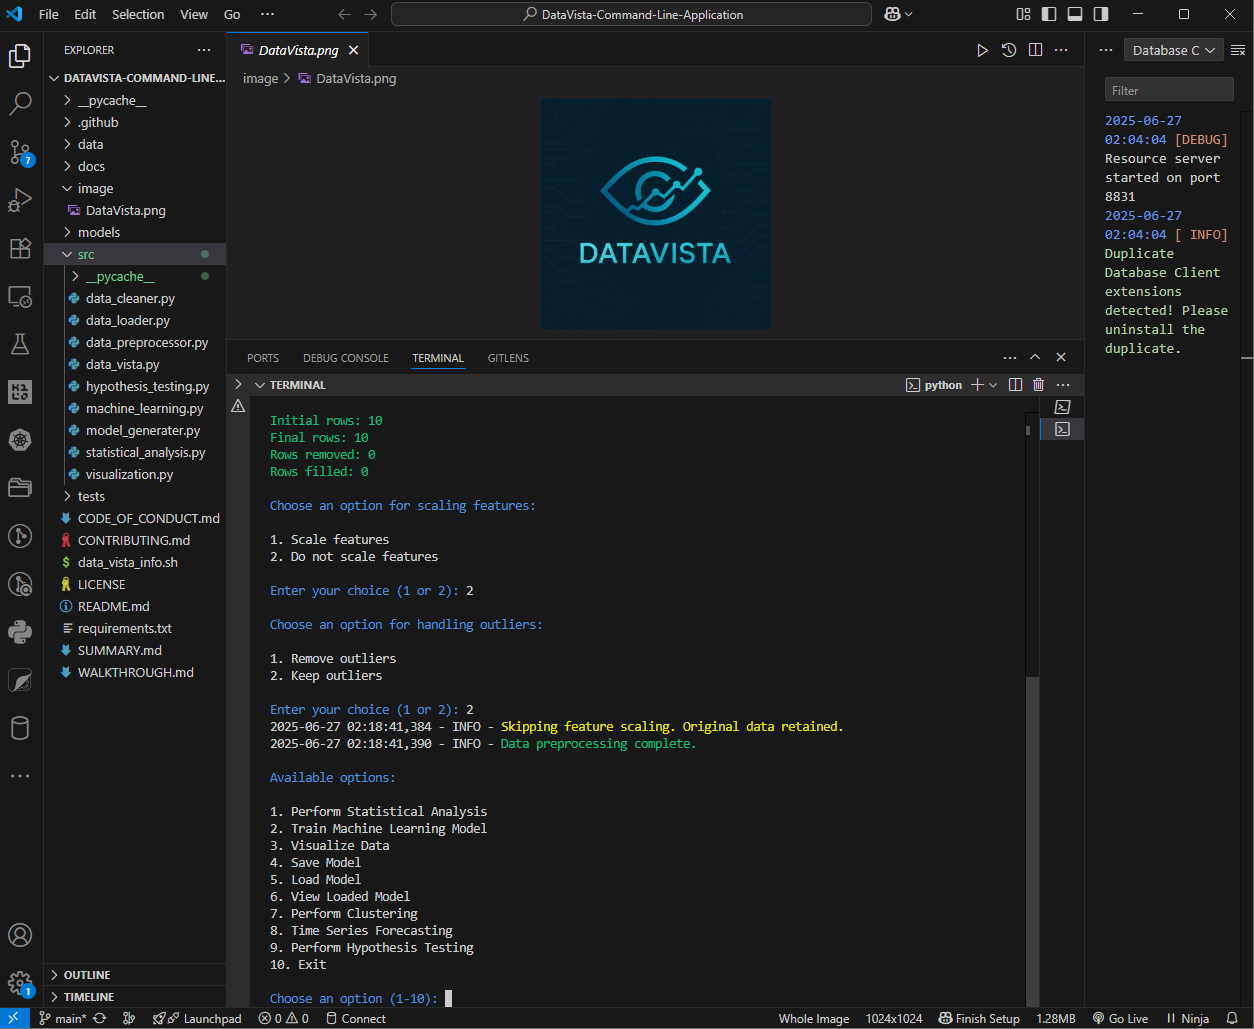 File Edit Selection View Go ··· DataVista-Command-Line-Application
EXPLORER ···
DATAVISTA-COMMAND-LINE...
__pycache__
.github
data
docs
image
DataVista.png
models
src
__pycache__
data_cleaner.py
data_loader.py
data_preprocessor.py
data_vista.py
hypothesis_testing.py
machine_learning.py
model_generater.py
statistical_analysis.py
visualization.py
tests
CODE_OF_CONDUCT.md
CONTRIBUTING.md
$ data_vista_info.sh
LICENSE
README.md
requirements.txt
SUMMARY.md
WALKTHROUGH.md
OUTLINE
TIMELINE
7
1
DataVista.png
image > DataVista.png
DATAVISTA
PORTS DEBUG CONSOLE TERMINAL GITLENS
TERMINAL python
Initial rows: 10
Final rows: 10
Rows removed: 0
Rows filled: 0
Choose an option for scaling features:
1. Scale features
2. Do not scale features
Enter your choice (1 or 2): 2
Choose an option for handling outliers:
1. Remove outliers
2. Keep outliers
Enter your choice (1 or 2): 2
2025-06-27 02:18:41,384 - INFO - Skipping feature scaling. Original data retained.
2025-06-27 02:18:41,390 - INFO - Data preprocessing complete.
Available options:
1. Perform Statistical Analysis
2. Train Machine Learning Model
3. Visualize Data
4. Save Model
5. Load Model
6. View Loaded Model
7. Perform Clustering
8. Time Series Forecasting
9. Perform Hypothesis Testing
10. Exit
Choose an option (1-10):
Database C
Filter
2025-06-27
02:04:04 [DEBUG]
Resource server
started on port
8831
2025-06-27
02:04:04 [ INFO]
Duplicate
Database Client
extensions
detected! Please
uninstall the
duplicate.
main* Launchpad 0 0 Connect Whole Image 1024x1024 Finish Setup 1.28MB Go Live Ninja